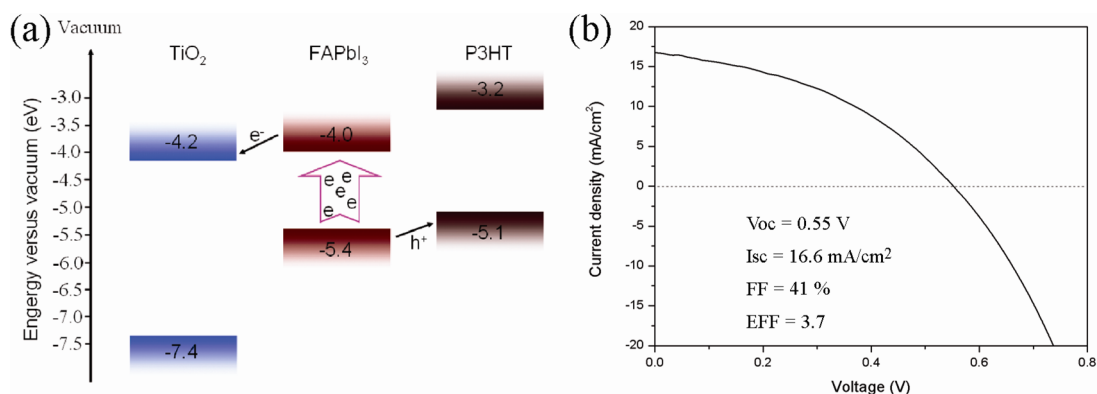 (a)
Vacuum
TiO2
FAPbI3
P3HT
Engergy versus vacuum (eV)
-3.0
-3.5
-4.0
-4.5
-5.0
-5.5
-6.0
-6.5
-7.0
-7.5
-4.2
-7.4
e-
-4.0
e e
e
e e
-5.4
h+
-3.2
-5.1
(b)
Current density (mA/cm2)
20
15
10
5
0
-5
-10
-15
-20
Voc = 0.55 V
Isc = 16.6 mA/cm2
FF = 41 %
EFF = 3.7
0.0
0.2
0.4
0.6
0.8
Voltage (V)